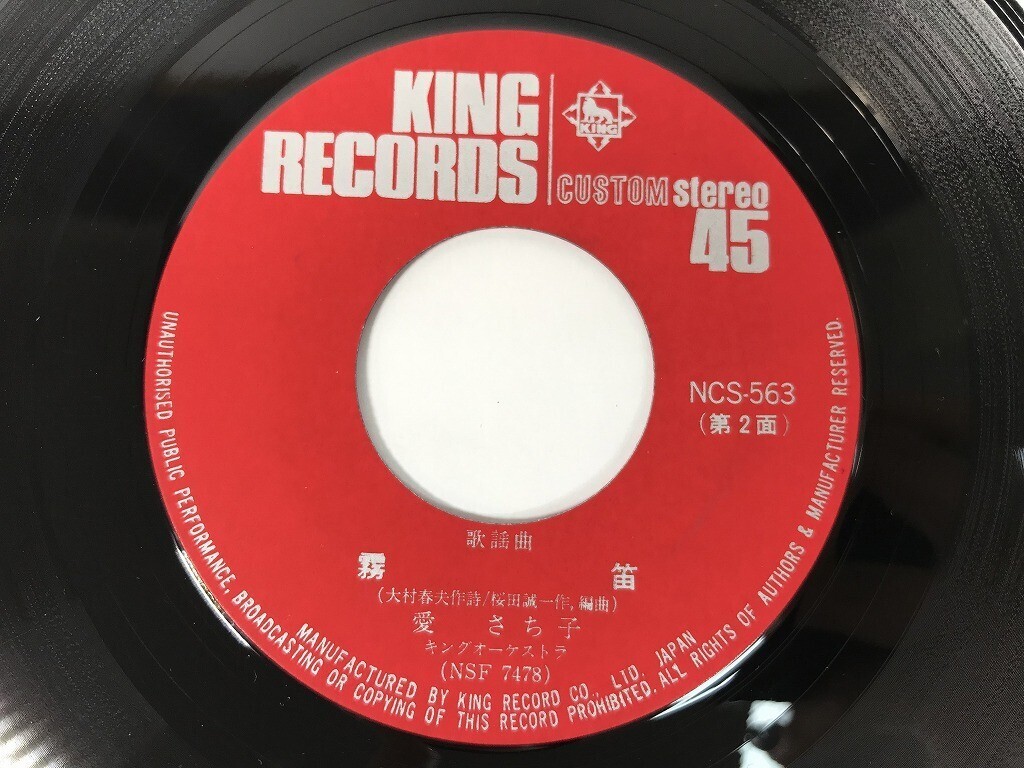 KING
RECORDS
KING
CUSTOM stereo
45
NCS-563
(第2面)
歌謡曲
霧 笛
(大村春夫作詩/桜田誠一作,編曲)
愛 さち子
キングオーケストラ
(NSF 7478)
MANUFACTURED BY KING RECORD CO., LTD. JAPAN
UNAUTHORISED PUBLIC PERFORMANCE, BROADCASTING OR COPYING OF THIS RECORD PROHIBITED. ALL RIGHTS OF AUTHORS & MANUFACTURER RESERVED.